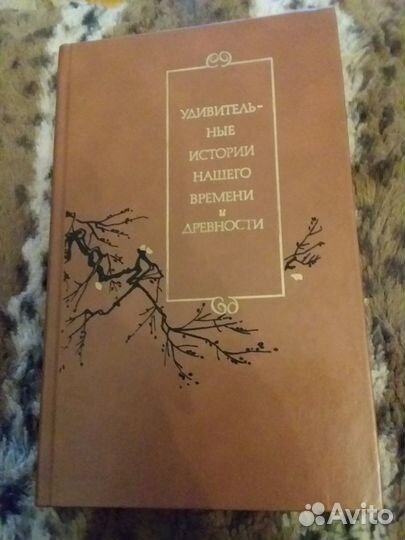 УДИВИТЕЛЬ-
НЫЕ
ИСТОРИИ
НАШЕГО
ВРЕМЕНИ
и
ДРЕВНОСТИ
Avito